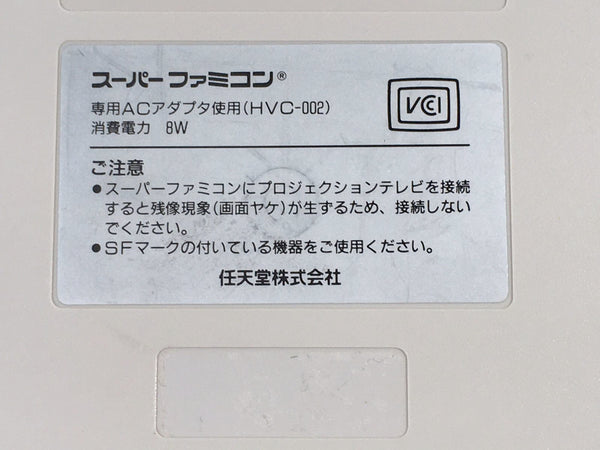 スーパーファミコン®
専用ACアダプタ使用(HVC-002)
消費電力 8W
VCCI
ご注意
●スーパーファミコンにプロジェクションテレビを接続
すると残像現象(画面ヤケ)が生ずるため、接続しない
でください。
●SFマークの付いている機器をご使用ください。
任天堂株式会社